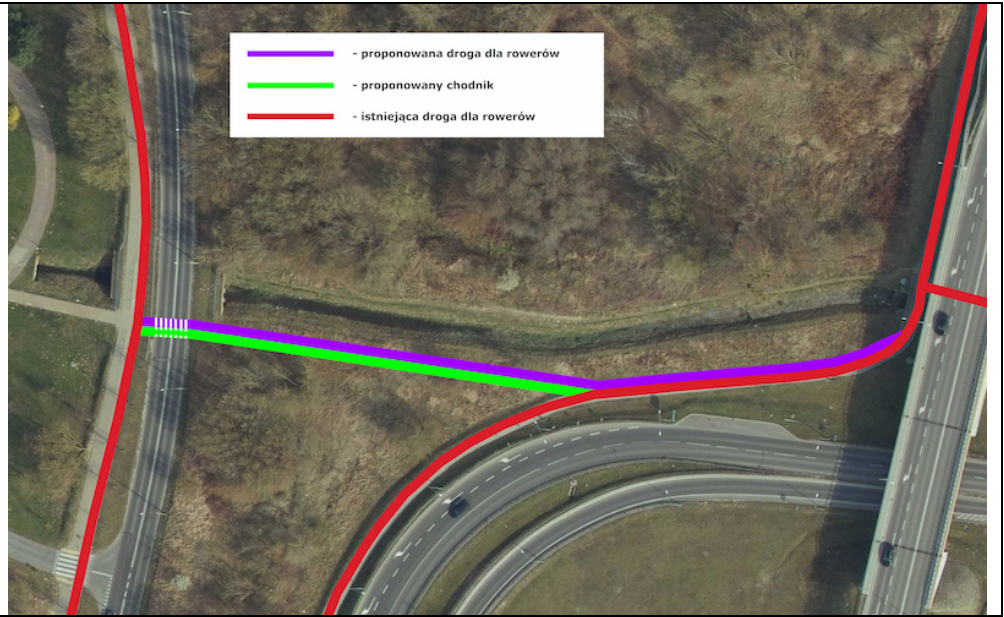 - proponowana droga dla rowerów
- proponowany chodnik
- istniejąca droga dla rowerów